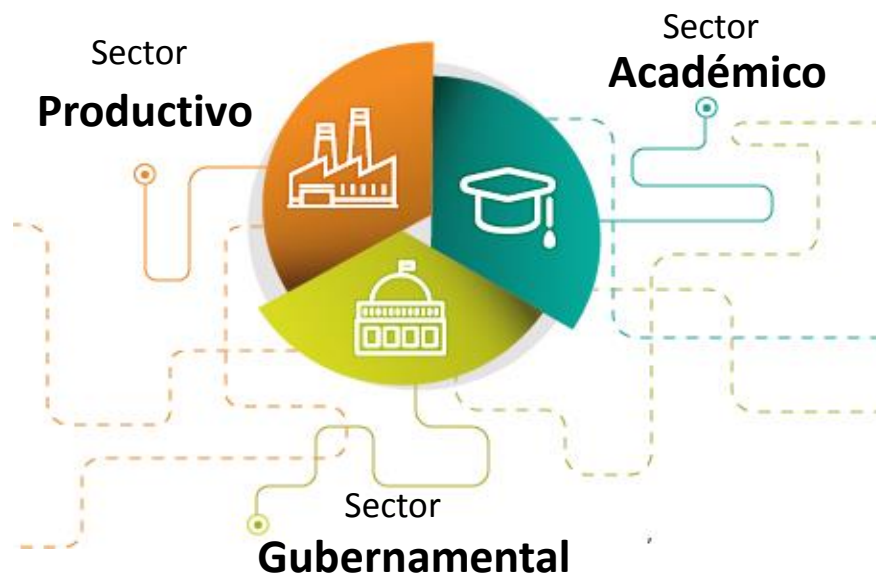 Sector
Productivo
Sector
Académico
Sector
Gubernamental